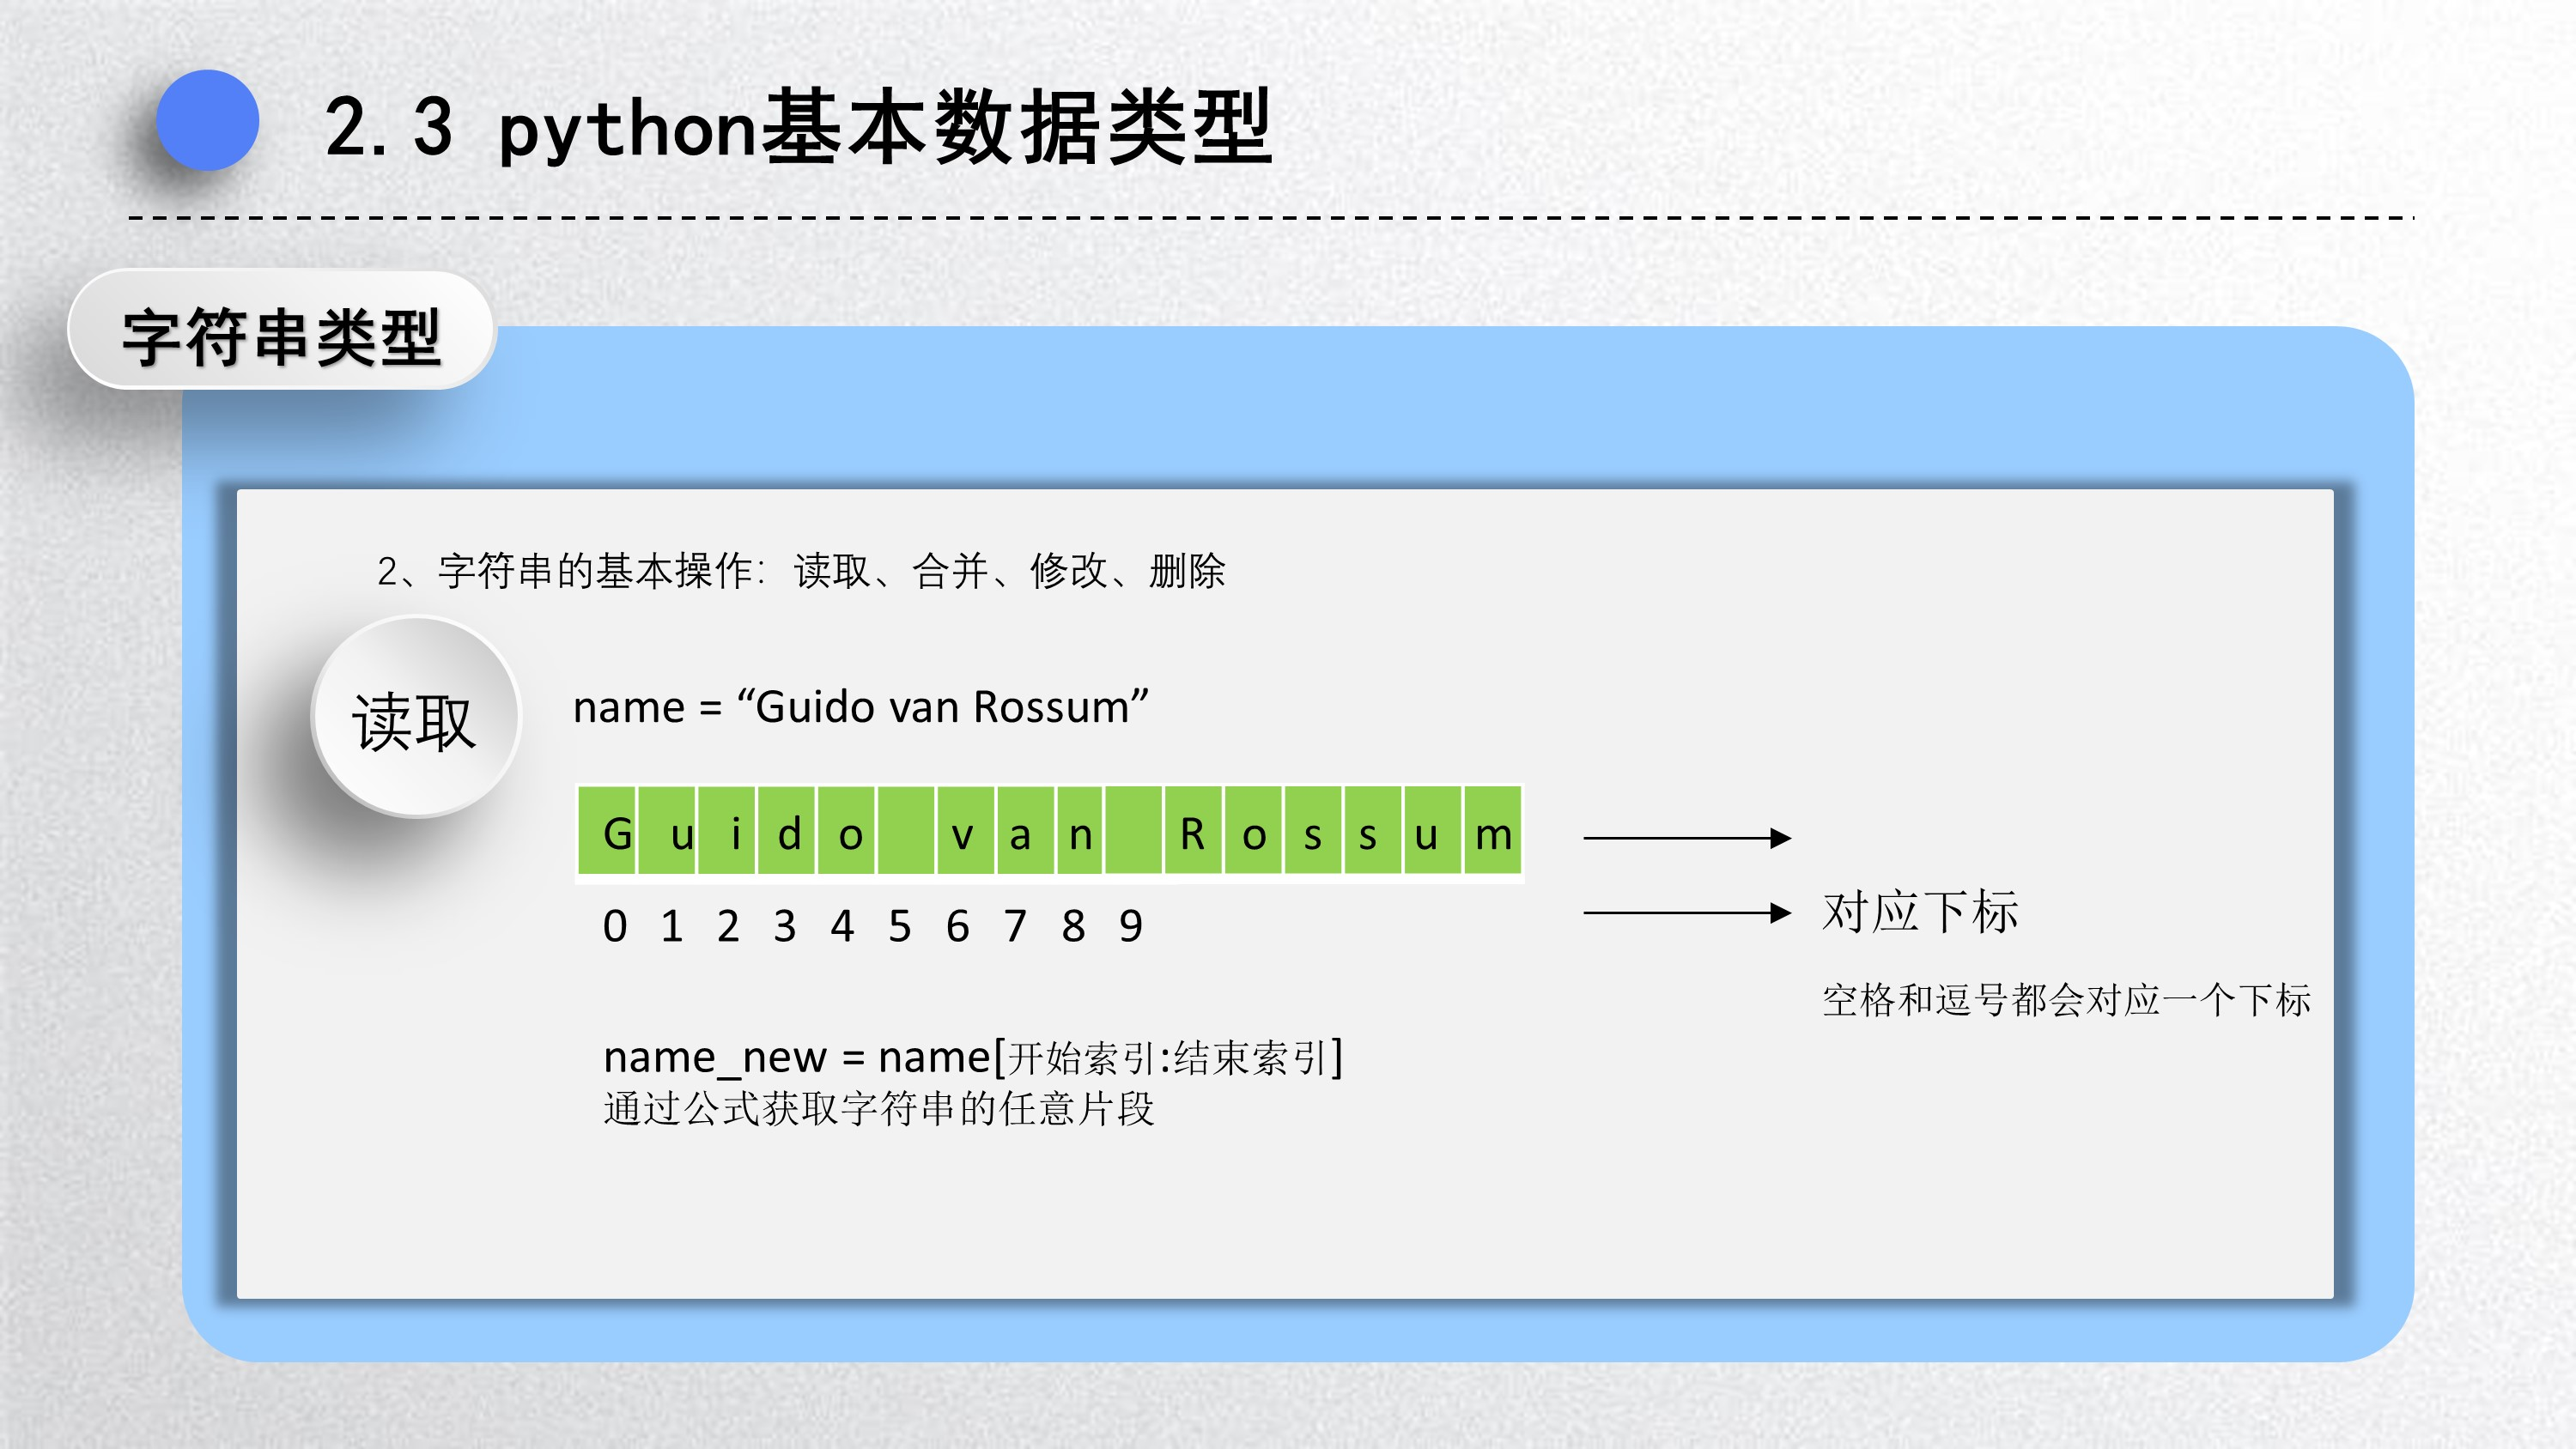 2.3 python基本数据类型
字符串类型
2、字符串的基本操作：读取、合并、修改、删除
读取
name = “Guido van Rossum”
G u i d o   v a n   R o s s u m
0 1 2 3 4 5 6 7 8 9
对应下标
空格和逗号都会对应一个下标
name_new = name[开始索引:结束索引]
通过公式获取字符串的任意片段